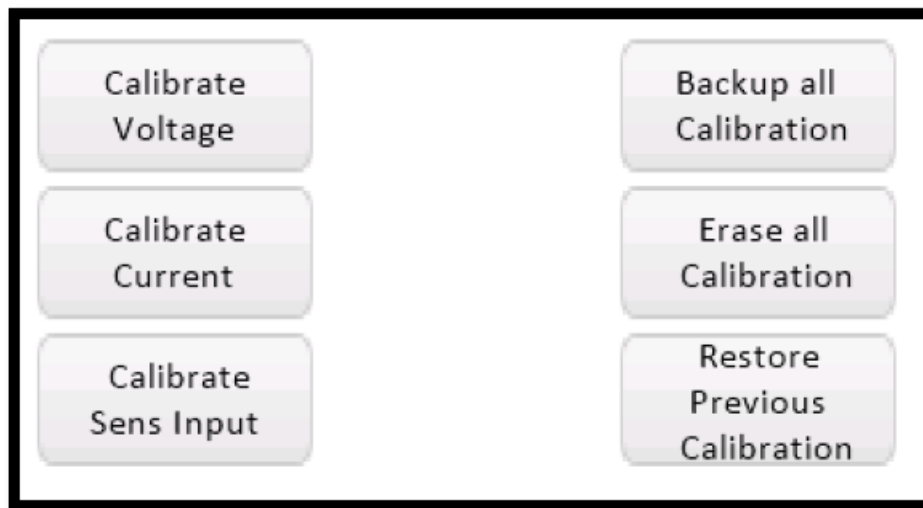 Calibrate
Voltage
Backup all
Calibration
Calibrate
Current
Erase all
Calibration
Calibrate
Sens Input
Restore
Previous
Calibration